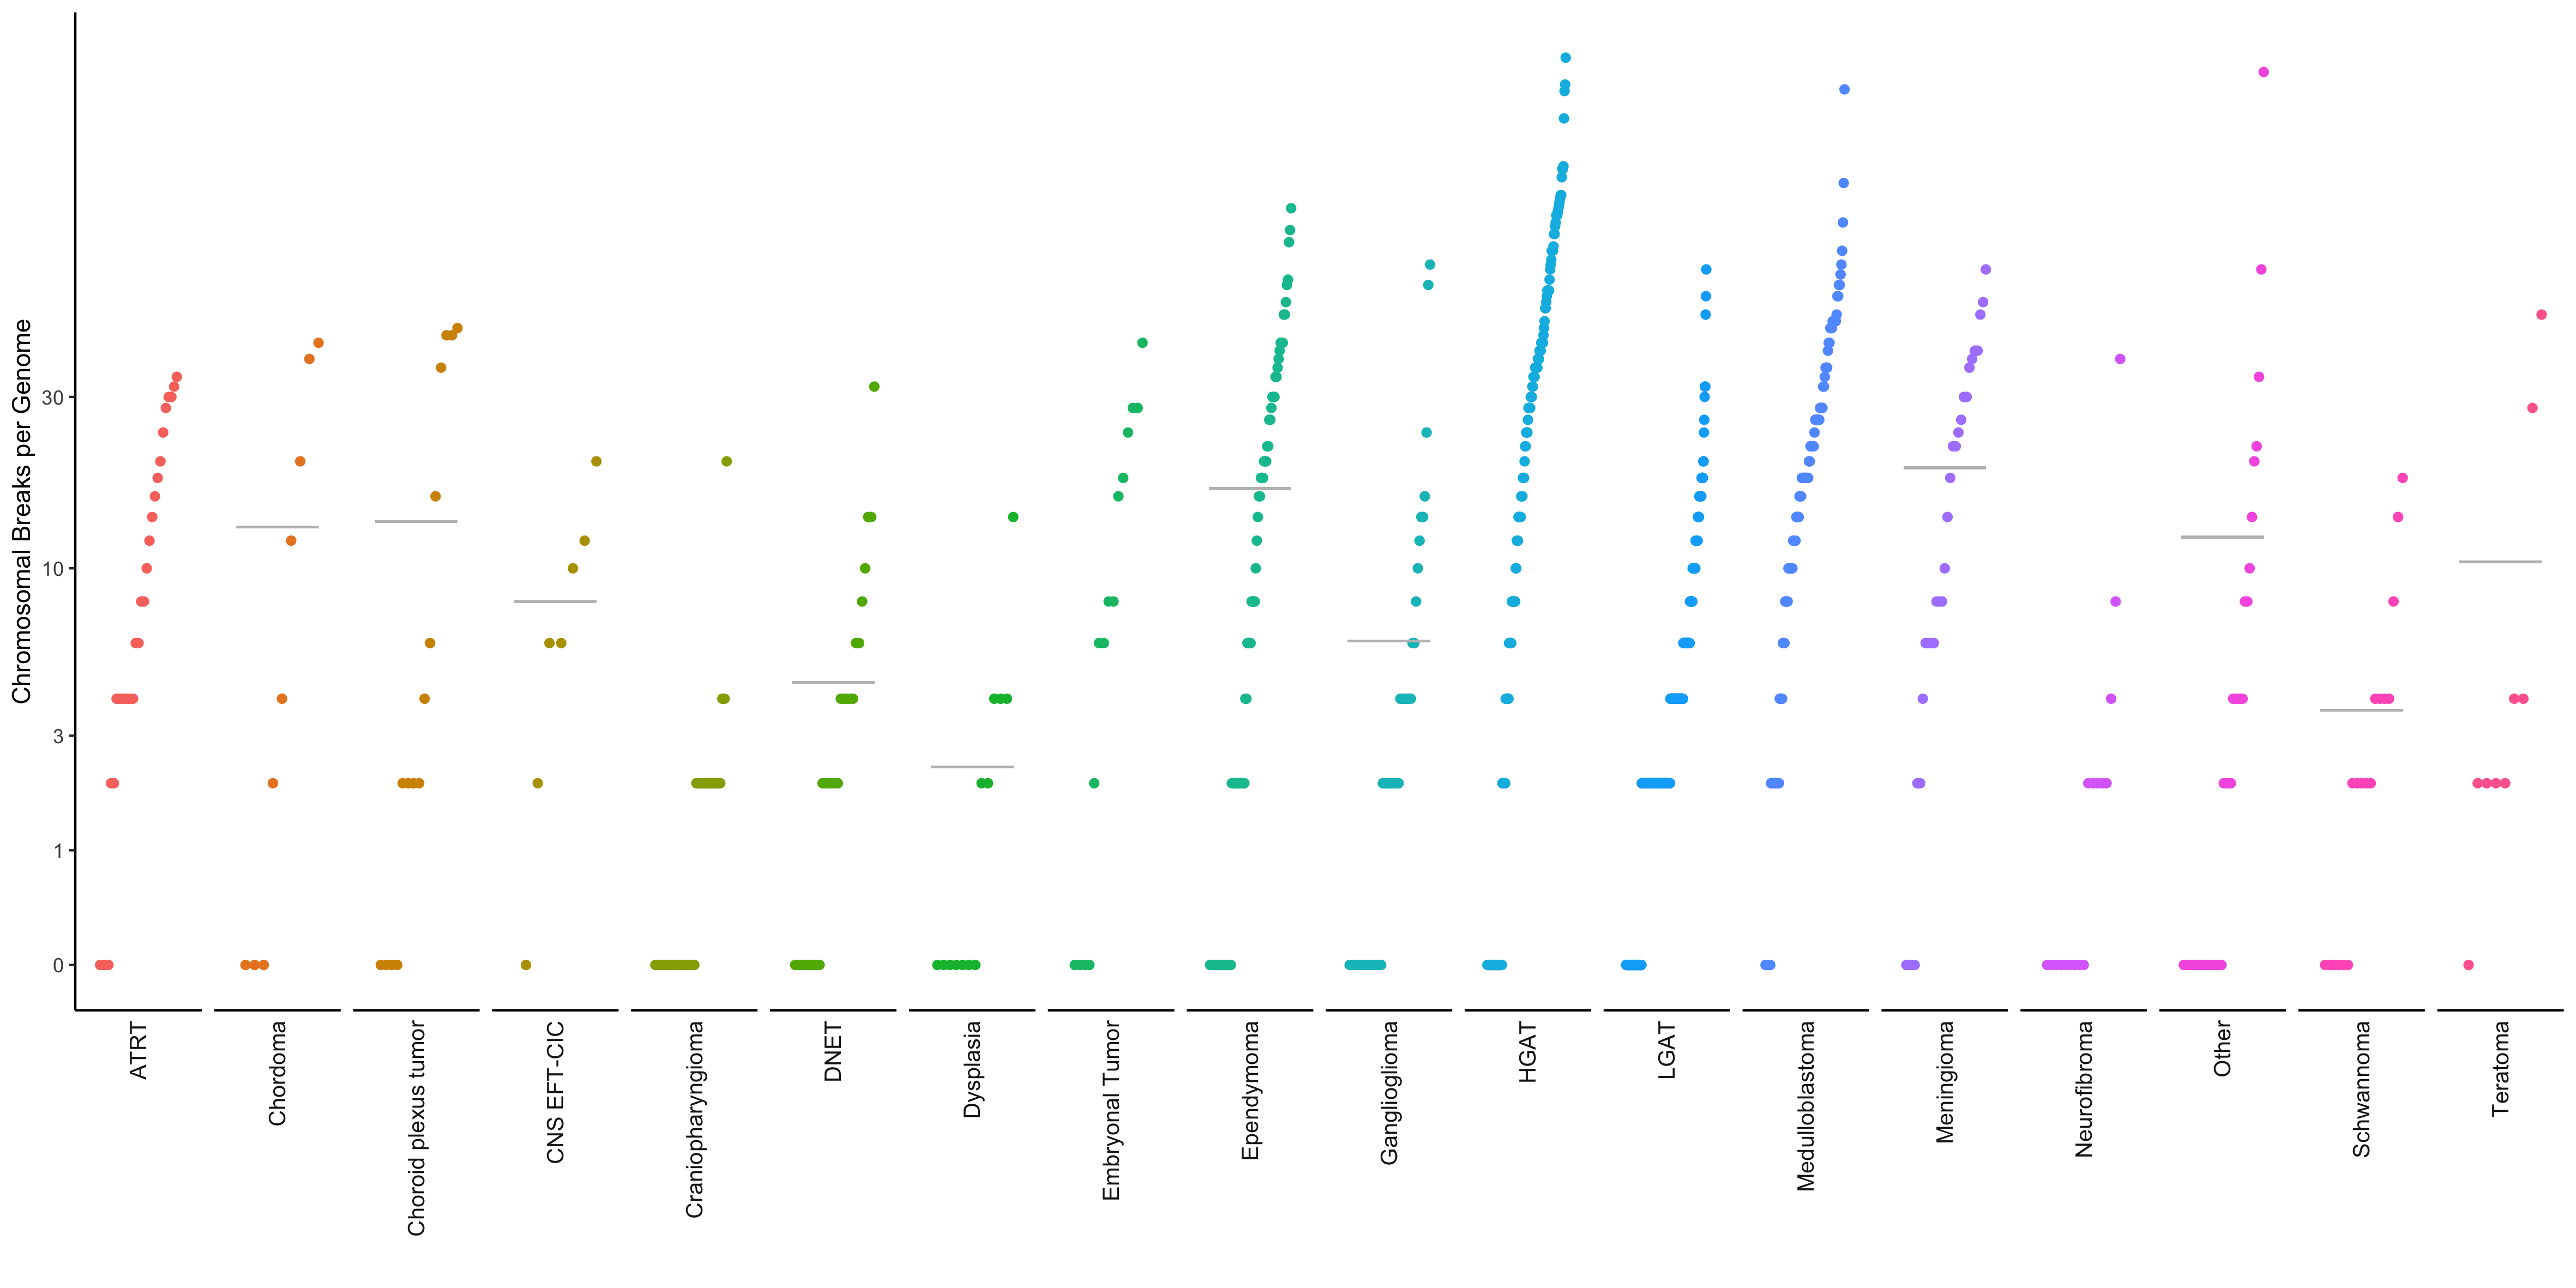 Chromosomal Breaks per Genome
30
10
3
1
0
ATRT
Chordoma
Choroid plexus tumor
CNS EFT-CIC
Craniopharyngioma
DNET
Dysplasia
Embryonal Tumor
Ependymoma
Ganglioglioma
HGAT
LGAT
Medulloblastoma
Meningioma
Neurofibroma
Other
Schwannoma
Teratoma